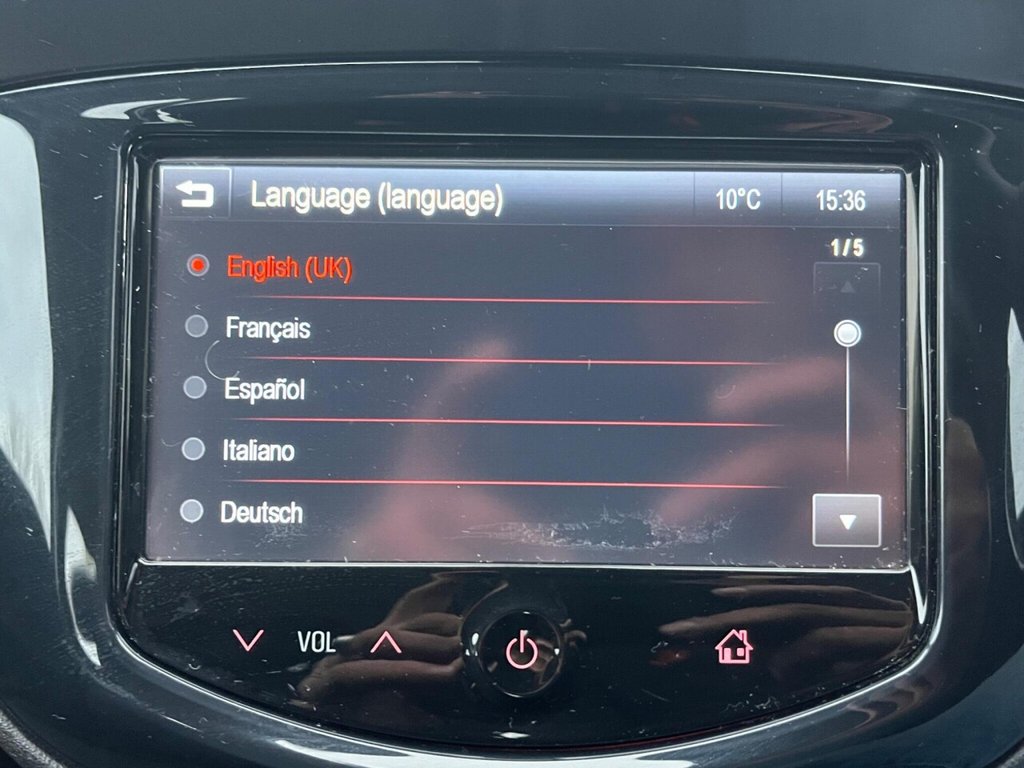 Language (language) 10°C 15:36
1/5
English (UK)
Français
Español
Italiano
Deutsch
VOL